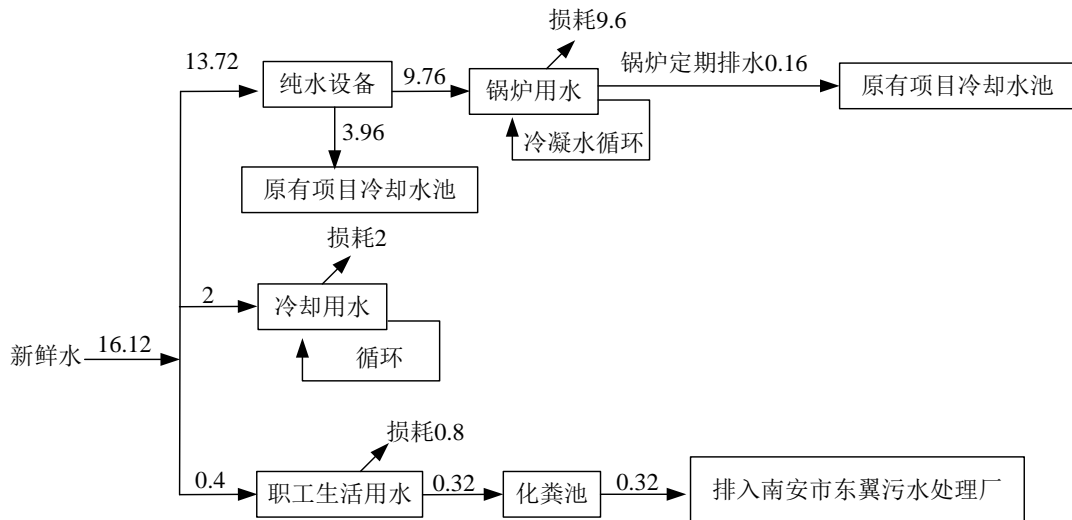 损耗9.6
13.72
纯水设备
9.76
锅炉用水
锅炉定期排水0.16
原有项目冷却水池
3.96
冷凝水循环
原有项目冷却水池
损耗2
2
冷却用水
新鲜水
16.12
循环
损耗0.8
0.4
职工生活用水
0.32
化粪池
0.32
排入南安市东翼污水处理厂